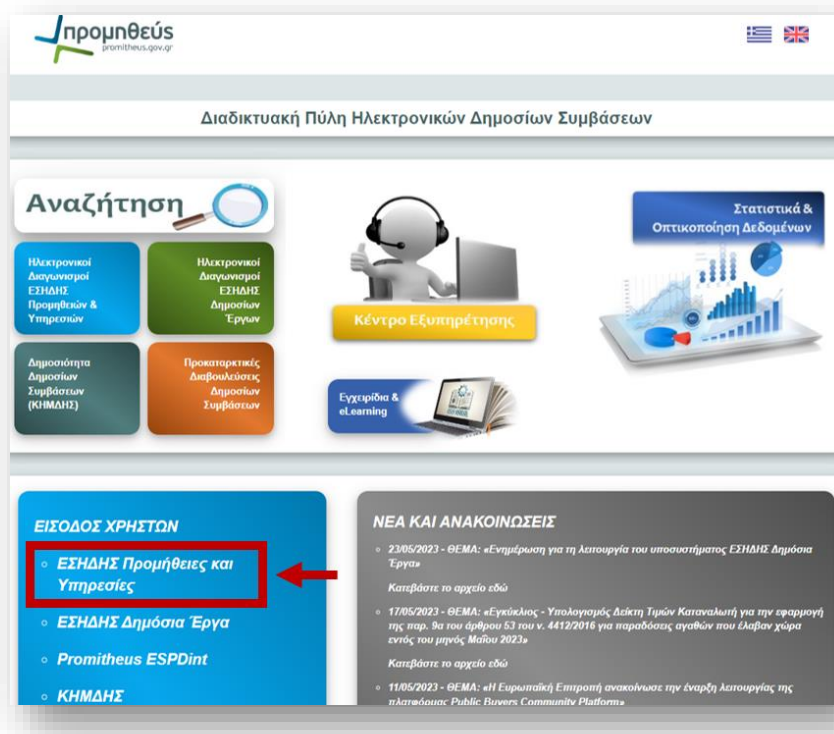 προμηθεύς
promitheus.gov.gr
Διαδικτυακή Πύλη Ηλεκτρονικών Δημοσίων Συμβάσεων
Αναζήτηση
Ηλεκτρονικοί
Διαγωνισμοί
ΕΣΗΔΗΣ
Προμηθειών &
Υπηρεσιών
Ηλεκτρονικοί
Διαγωνισμοί
ΕΣΗΔΗΣ
Δημοσίων
Έργων
Δημοσιότητα
Δημοσίων
Συμβάσεων
(ΚΗΜΔΗΣ)
Προκαταρκτικές
Διαβουλεύσεις
Δημοσίων
Συμβάσεων
Κέντρο Εξυπηρέτησης
Εγχειρίδια &
eLearning
Στατιστικά &
Οπτικοποίηση Δεδομένων
ΕΙΣΟΔΟΣ ΧΡΗΣΤΩΝ
ΕΣΗΔΗΣ Προμήθειες και
Υπηρεσίες
ΕΣΗΔΗΣ Δημόσια Έργα
Promitheus ESPDint
ΚΗΜΔΗΣ
ΝΕΑ ΚΑΙ ΑΝΑΚΟΙΝΩΣΕΙΣ
23/05/2023 - ΘΕΜΑ: «Ενημέρωση για τη λειτουργία του υποσυστήματος ΕΣΗΔΗΣ Δημόσια
Έργα»
Κατεβάστε το αρχείο εδώ
17/05/2023 - ΘΕΜΑ: «Εγκύκλιος - Υπολογισμός Δείκτη Τιμών Καταναλωτή για την εφαρμογή
της παρ. 9α του άρθρου 53 του ν. 4412/2016 για παραδόσεις αγαθών που έλαβαν χώρα
εντός του μηνός Μαΐου 2023»
Κατεβάστε το αρχείο εδώ
11/05/2023 - ΘΕΜΑ: «Η Ευρωπαϊκή Επιτροπή ανακοίνωσε την έναρξη λειτουργίας της
πλατφόρμας Public Buyers Community Platform»